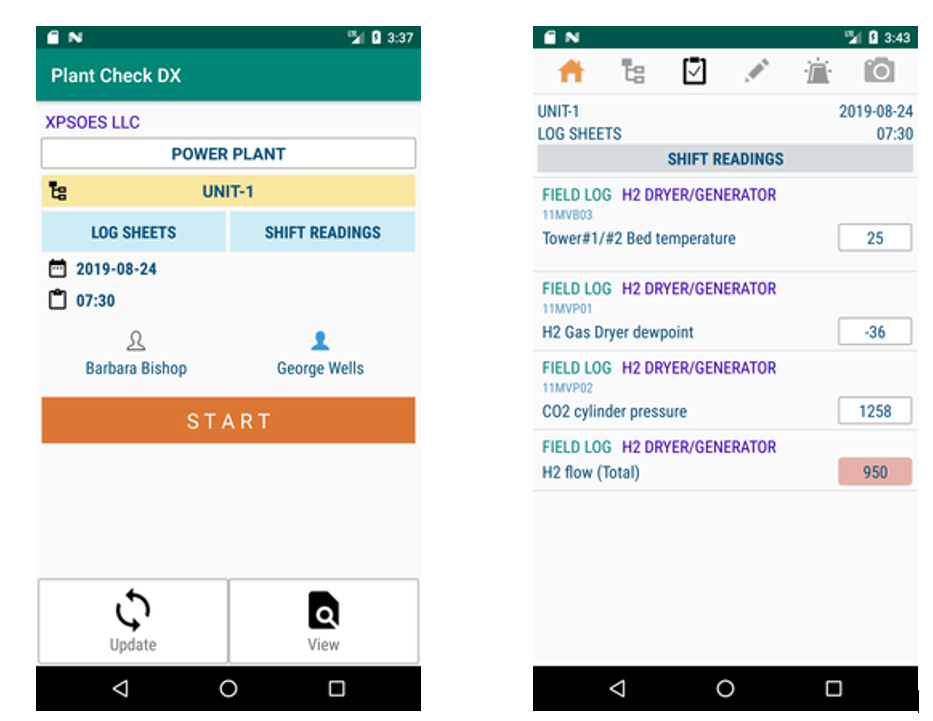 3:37
Plant Check DX
XPSOES LLC
POWER PLANT
UNIT-1
LOG SHEETS SHIFT READINGS
2019-08-24
07:30
Barbara Bishop George Wells
START
Update View
LTE 3:43
UNIT-1 2019-08-24
LOG SHEETS 07:30
SHIFT READINGS
FIELD LOG H2 DRYER/GENERATOR
11MVB03
Tower#1/#2 Bed temperature 25
FIELD LOG H2 DRYER/GENERATOR
11MVP01
H2 Gas Dryer dewpoint -36
FIELD LOG H2 DRYER/GENERATOR
11MVP02
CO2 cylinder pressure 1258
FIELD LOG H2 DRYER/GENERATOR
H2 flow (Total) 950